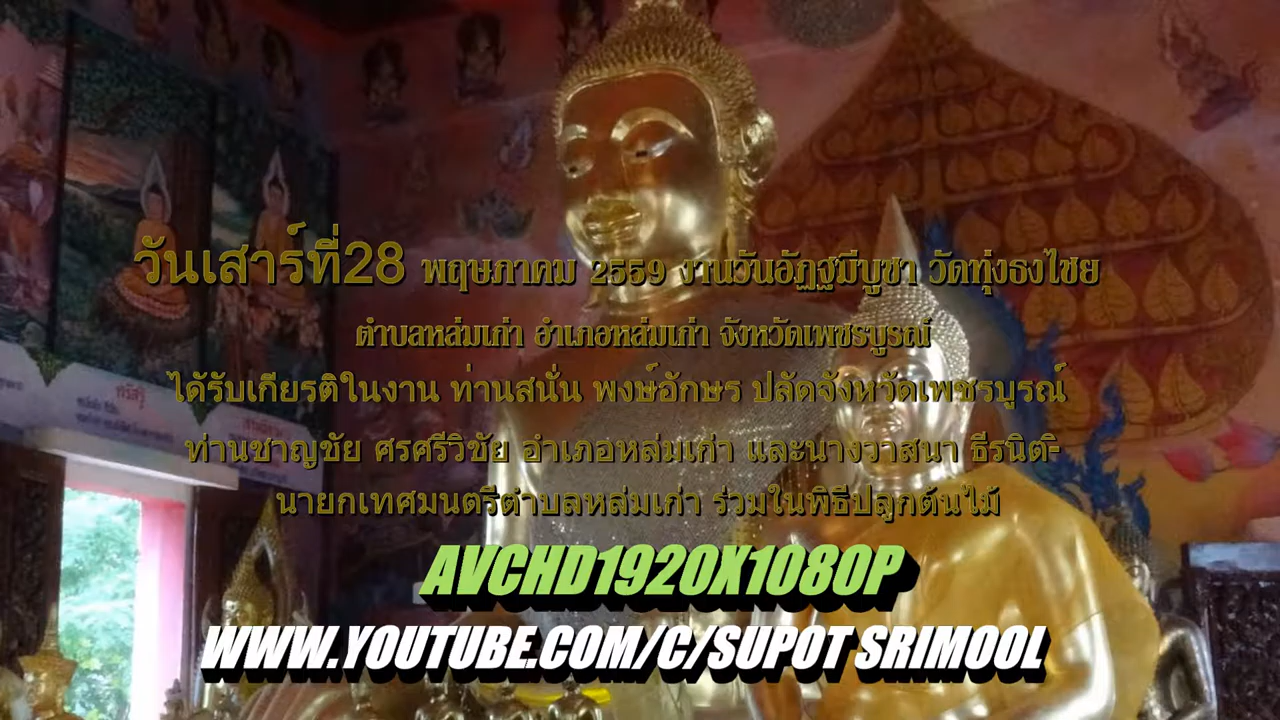 วันเสาร์ที่28 พฤษภาคม 2559 งานวันอัฏฐมีบูชา วัดทุ่งธงไชย
ตำบลหล่มเก่า อำเภอหล่มเก่า จังหวัดเพชรบูรณ์
ได้รับเกียรติในงาน ท่านสนั่น พงษ์อักษร ปลัดจังหวัดเพชรบูรณ์
ท่านชาญชัย ศรศรีวิชัย อำเภอหล่มเก่า และนางวาสนา ธีรนิติ-
นายกเทศมนตรีตำบลหล่มเก่า ร่วมในพิธีปลูกต้นไม้
AVCHD1920X1080P
WWW.YOUTUBE.COM/C/SUPOT SRIMOOL